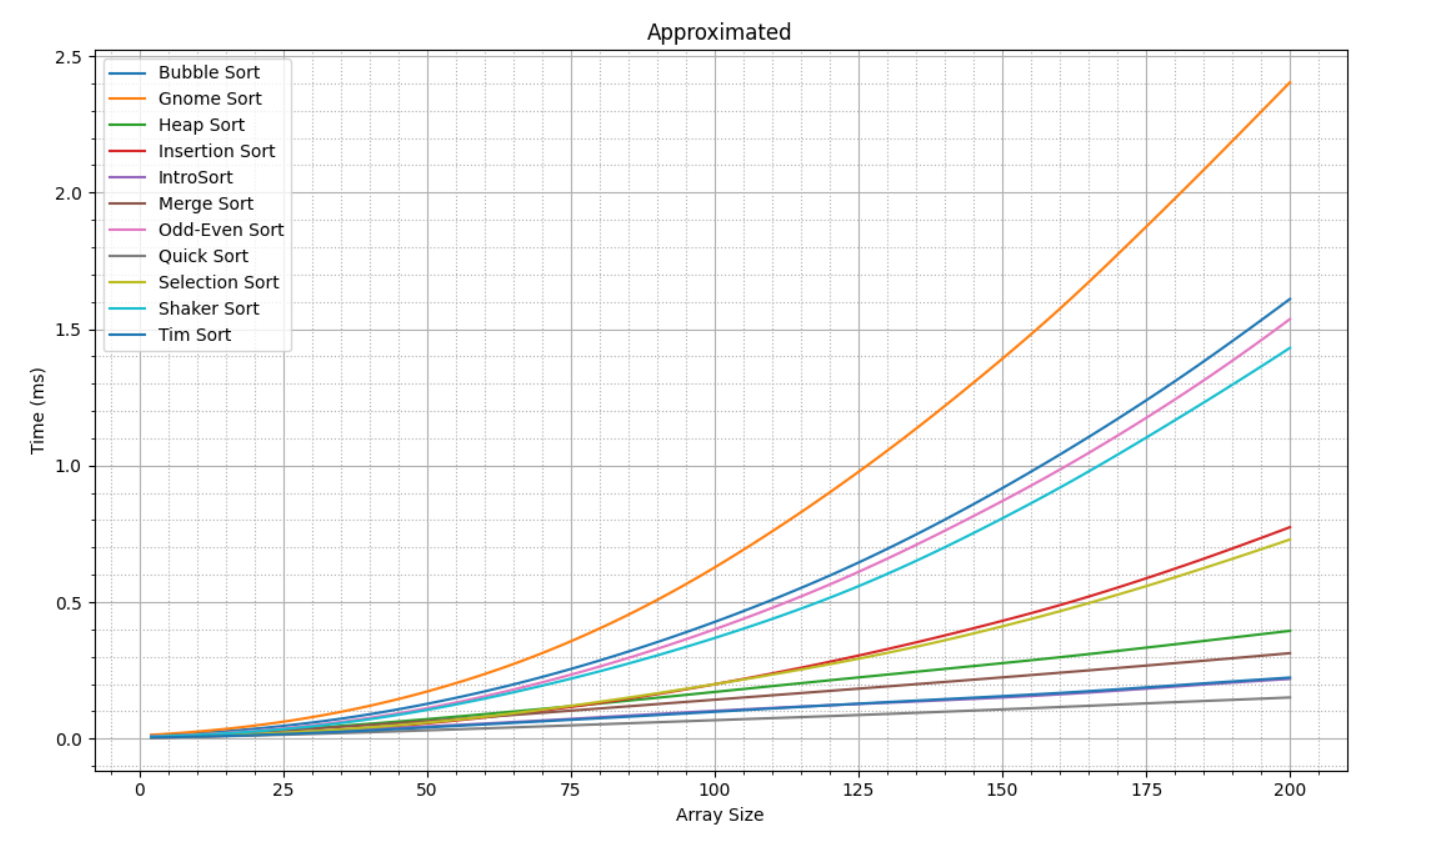 Approximated
2.5
2.0
1.5
1.0
0.5
0.0
Time (ms)
Bubble Sort
Gnome Sort
Heap Sort
Insertion Sort
IntroSort
Merge Sort
Odd-Even Sort
Quick Sort
Selection Sort
Shaker Sort
Tim Sort
0 25 50 75 100 125 150 175 200
Array Size